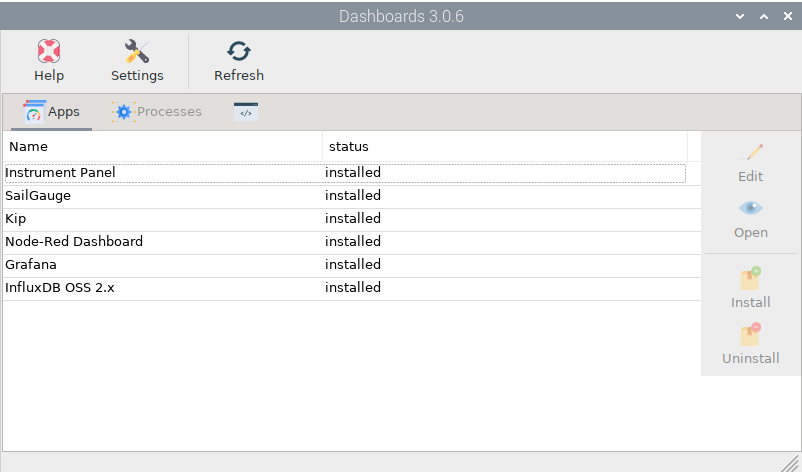 Dashboards 3.0.6
Help Settings Refresh
Apps Processes </>
Name status
Instrument Panel installed
SailGauge installed
Kip installed
Node-Red Dashboard installed
Grafana installed
InfluxDB OSS 2.x installed
Edit
Open
Install
Uninstall